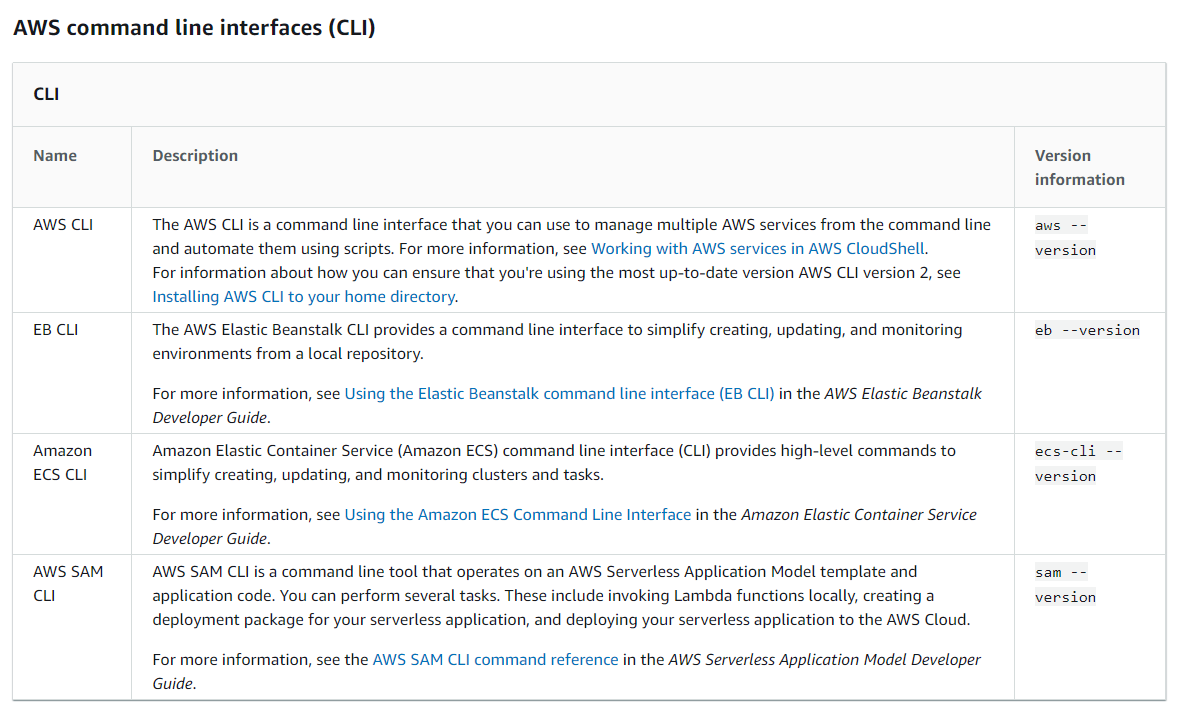 AWS command line interfaces (CLI)
CLI
Name
Description
Version
information
AWS CLI
The AWS CLI is a command line interface that you can use to manage multiple AWS services from the command line
and automate them using scripts. For more information, see Working with AWS services in AWS CloudShell.
For information about how you can ensure that you're using the most up-to-date version AWS CLI version 2, see
Installing AWS CLI to your home directory.
aws --
version
EB CLI
The AWS Elastic Beanstalk CLI provides a command line interface to simplify creating, updating, and monitoring
environments from a local repository.
For more information, see Using the Elastic Beanstalk command line interface (EB CLI) in the AWS Elastic Beanstalk
Developer Guide.
eb --version
Amazon
ECS CLI
Amazon Elastic Container Service (Amazon ECS) command line interface (CLI) provides high-level commands to
simplify creating, updating, and monitoring clusters and tasks.
For more information, see Using the Amazon ECS Command Line Interface in the Amazon Elastic Container Service
Developer Guide.
ecs-cli --
version
AWS SAM
CLI
AWS SAM CLI is a command line tool that operates on an AWS Serverless Application Model template and
application code. You can perform several tasks. These include invoking Lambda functions locally, creating a
deployment package for your serverless application, and deploying your serverless application to the AWS Cloud.
For more information, see the AWS SAM CLI command reference in the AWS Serverless Application Model Developer
Guide.
sam --
version